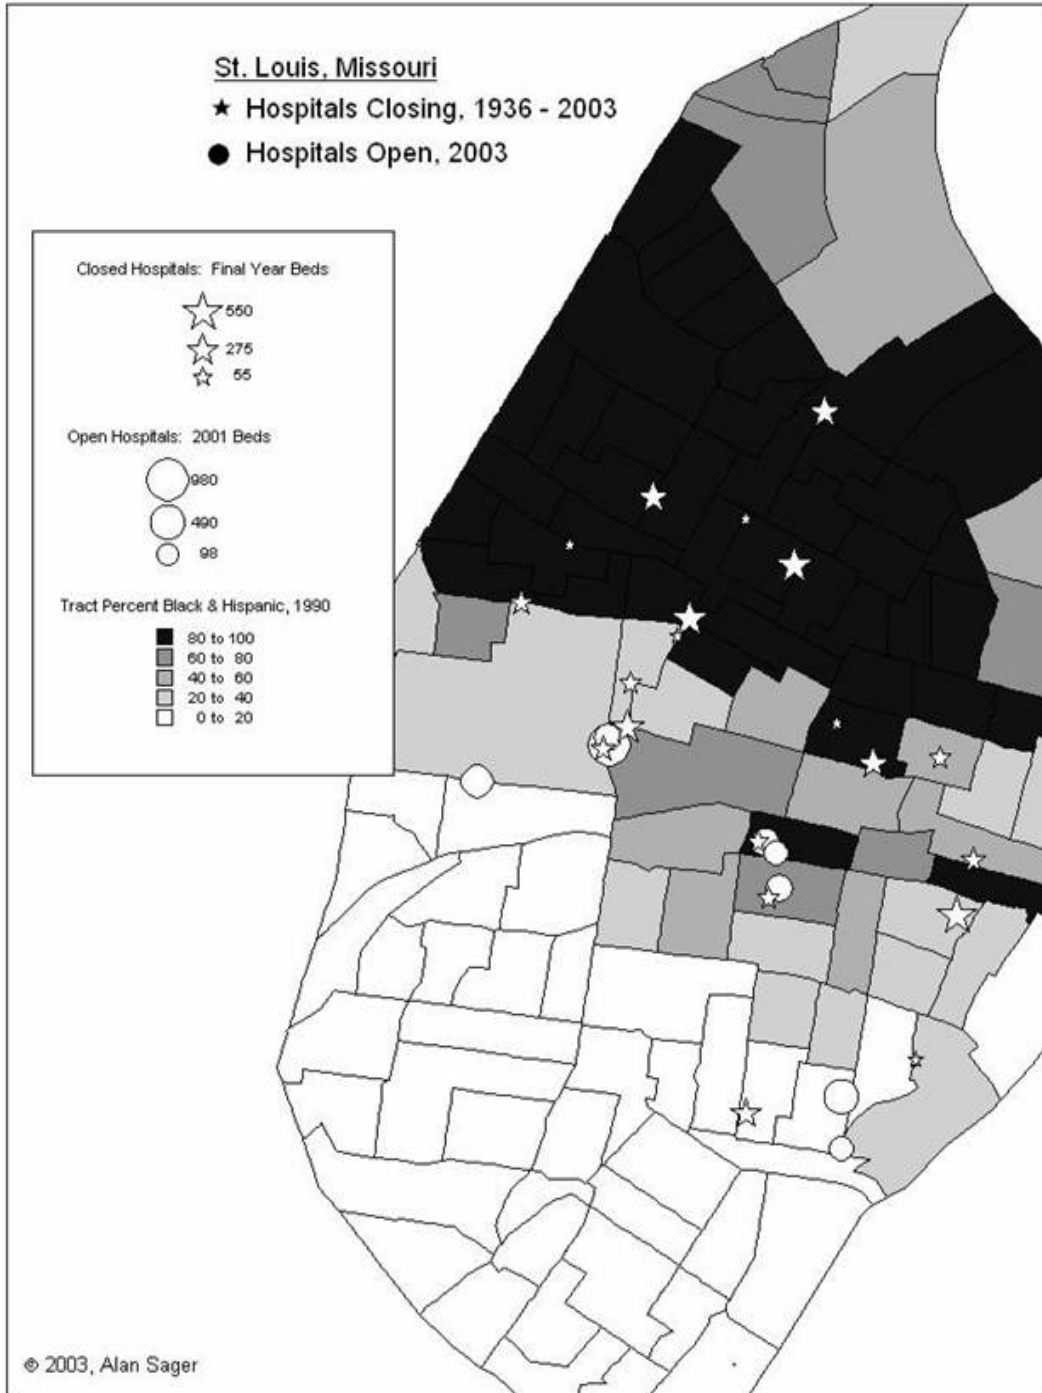 St. Louis, Missouri
Hospitals Closing, 1936 - 2003
Hospitals Open, 2003
Closed Hospitals: Final Year Beds
550
275
55
Open Hospitals: 2001 Beds
980
490
98
Tract Percent Black & Hispanic, 1990
80 to 100
60 to 80
40 to 60
20 to 40
0 to 20
© 2003, Alan Sager